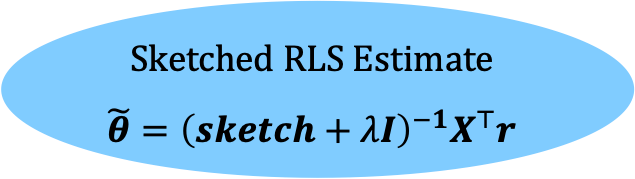 Sketched RLS Estimate
𝜽̃ = (sketch + λI)⁻¹X⊤r